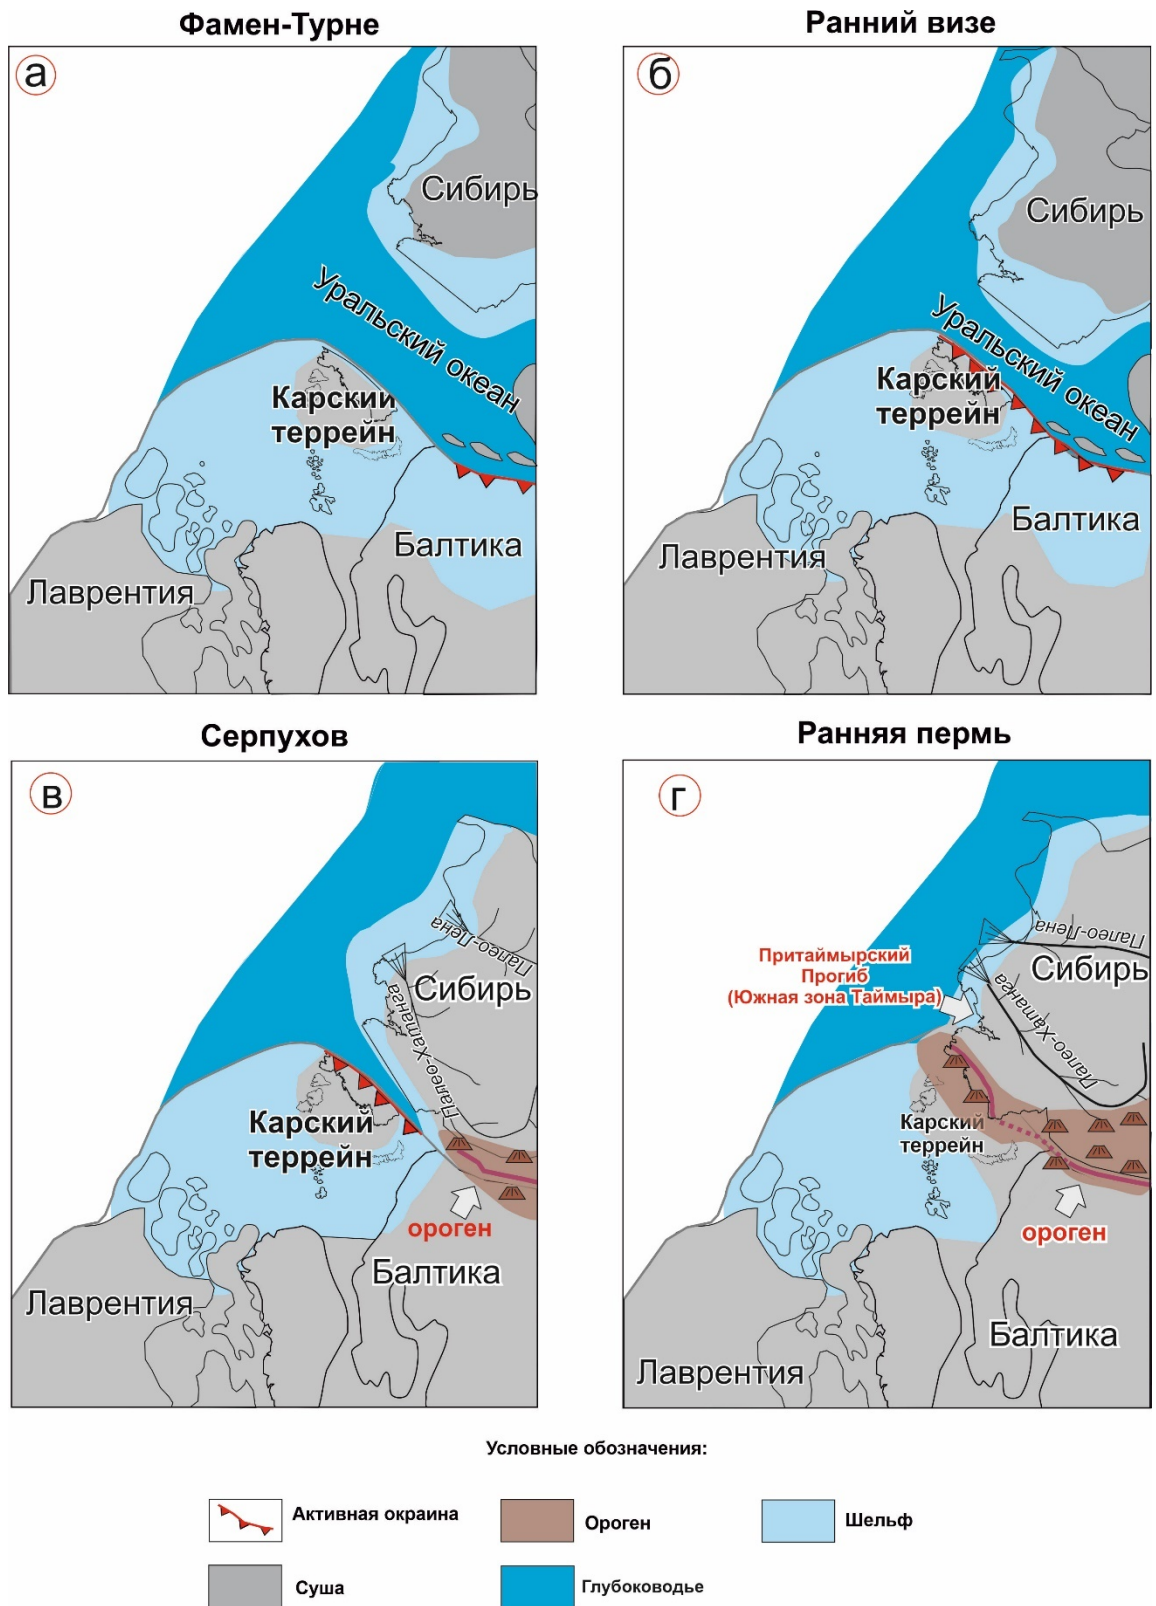 Фамен-Турне
а
Сибирь
Уральский океан
Карский
террейн
Балтика
Лаврентия
Ранний визе
б
Сибирь
Уральский океан
Карский
террейн
Балтика
Лаврентия
Серпухов
в
Палео-Лена
Сибирь
Палео-Хатанга
Карский
террейн
ороген
Балтика
Лаврентия
Ранняя пермь
г
Палео-Лена
Притаймырский
Прогиб
(Южная зона Таймыра)
Сибирь
Палео-Хатанга
Карский
террейн
ороген
Балтика
Лаврентия
Условные обозначения:
Активная окраина
Ороген
Шельф
Суша
Глубоководье